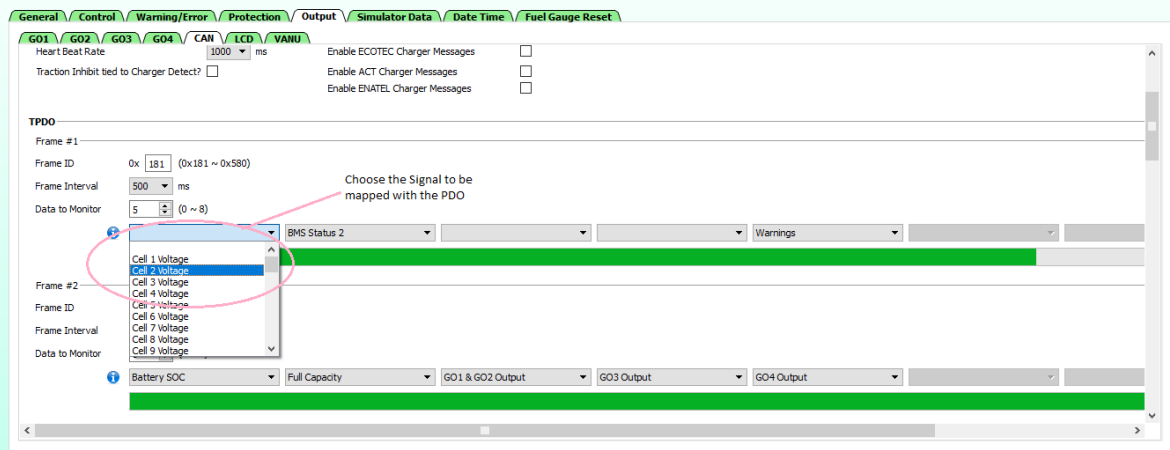 General Control Warning/Error Protection Output Simulator Data Date Time Fuel Gauge Reset
GO1 GO2 GO3 GO4 CAN LCD VANU
Heart Beat Rate 1000 ms Enable ECOTEC Charger Messages
Traction Inhibit tied to Charger Detect? Enable ACT Charger Messages
Enable ENATEL Charger Messages
TPDO
Frame #1
Frame ID 0x 181 (0x181 ~ 0x580)
Frame Interval 500 ms
Choose the Signal to be
mapped with the PDO
Data to Monitor 5 (0 ~ 8)
BMS Status 2 Warnings
Cell 1 Voltage
Cell 2 Voltage
Cell 3 Voltage
Frame #2
Cell 4 Voltage
Cell 5 Voltage
Frame ID
Cell 6 Voltage
Cell 7 Voltage
Frame Interval
Cell 8 Voltage
Cell 9 Voltage
Data to Monitor
Battery SOC Full Capacity GO1 & GO2 Output GO3 Output GO4 Output